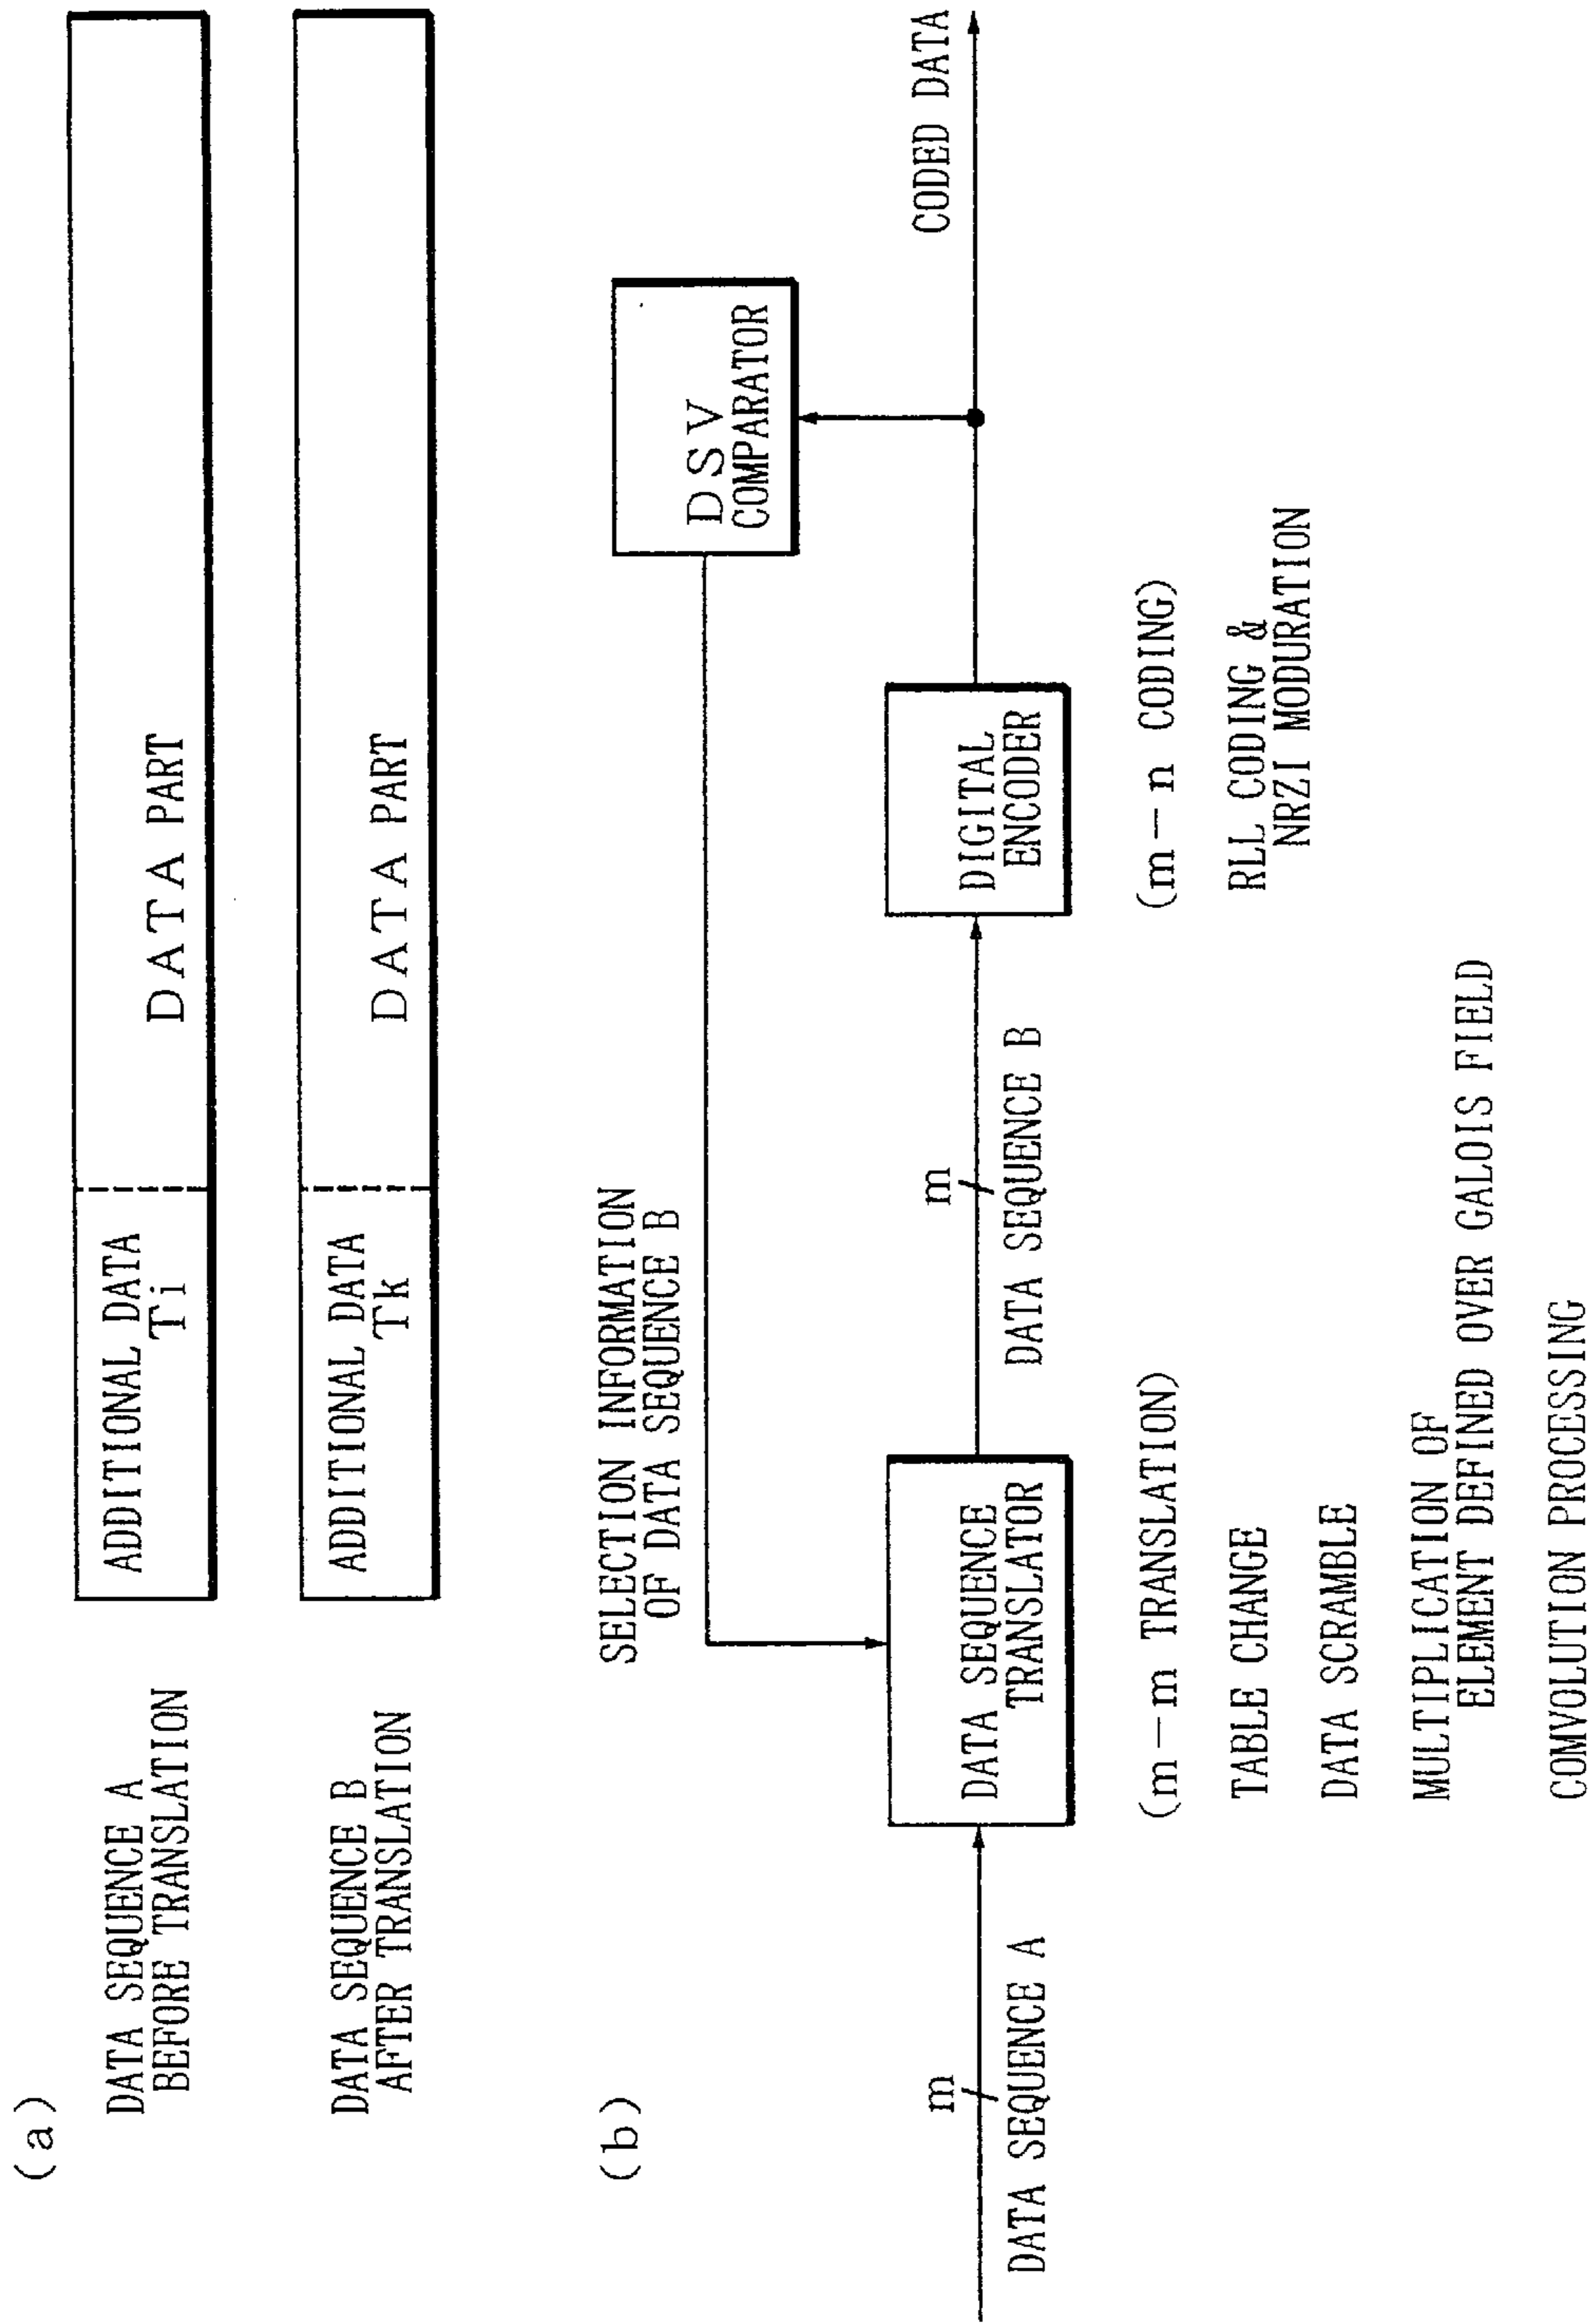 (a)
DATA SEQUENCE A
BEFORE TRANSLATION
ADDITIONAL DATA
Ti
DATA PART
DATA SEQUENCE B
AFTER TRANSLATION
ADDITIONAL DATA
Tk
DATA PART
(b)
SELECTION INFORMATION
OF DATA SEQUENCE B
DSV
COMPARATOR
m
DATA SEQUENCE A
DATA SEQUENCE
TRANSLATOR
m
DATA SEQUENCE B
DIGITAL
ENCODER
CODED DATA
(m-m TRANSLATION)
TABLE CHANGE
DATA SCRAMBLE
MULTIPLICATION OF
ELEMENT DEFINED OVER GALOIS FIELD
COMVOLUTION PROCESSING
(m-n CODING)
RLL CODING &
NRZI MODURATION